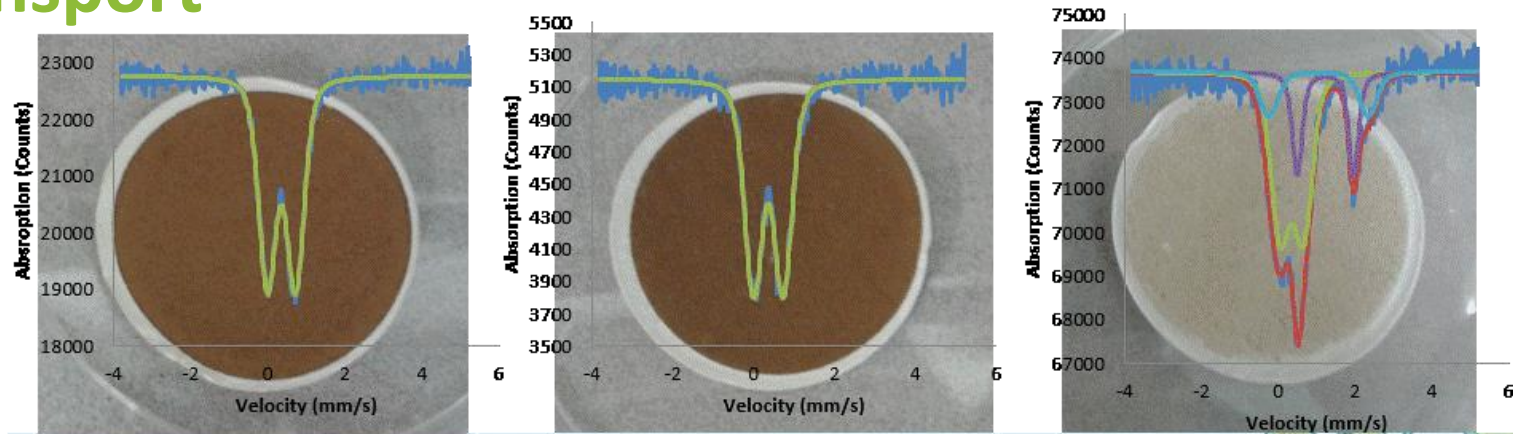 nsport
23000
22000
21000
20000
19000
18000
Absroption (Counts)
-4 -2 0 2 4 6
Velocity (mm/s)
5500
5300
5100
4900
4700
4500
4300
4100
3900
3700
3500
Absorption (Counts)
-4 -2 0 2 4 6
Velocity (mm/s)
75000
74000
73000
72000
71000
70000
69000
68000
67000
Absorption (Counts)
-4 -2 0 2 4 6
Velocity (mm/s)